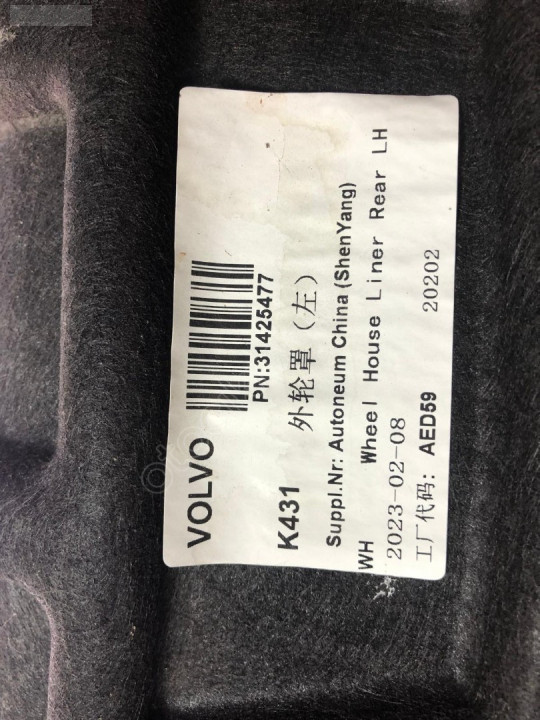 VOLVO
PN:31425477
K431 外轮罩（左）
Suppl.Nr: Autoneum China (ShenYang)
WH Wheel House Liner Rear LH
2023-02-08
工厂代码: AED59 20202